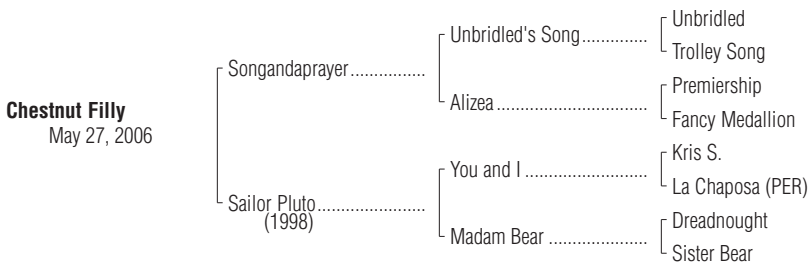 Unbridled
Unbridled's Song..............
Trolley Song
Songandaprayer................
Premiership
Alizea................................
Fancy Medallion
Chestnut Filly
May 27, 2006
Kris S.
You and I ..........................
La Chaposa (PER)
Sailor Pluto.......................
(1998)
Dreadnought
Madam Bear .....................
Sister Bear